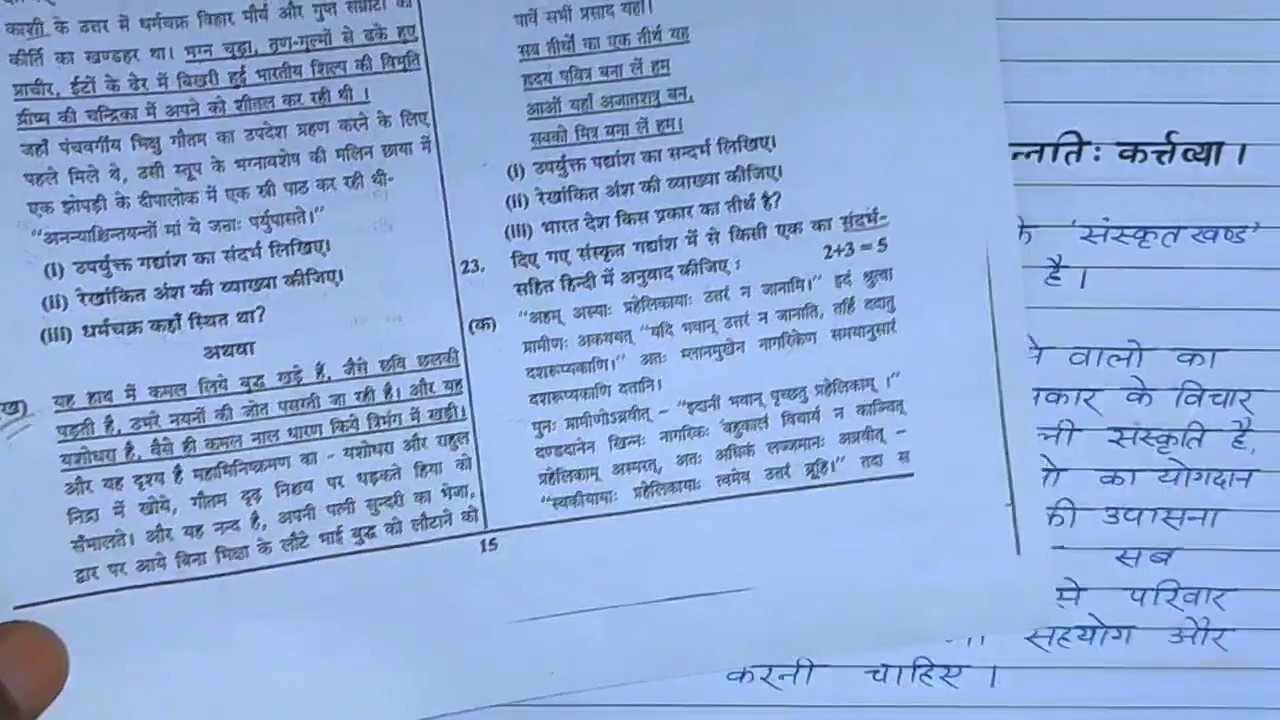 काशी के उत्तर में धर्मचक्र विहार मौर्य और गुप्त सम्राटों की
कीर्ति का खण्डहर था। भग्न चूड़ा, तृण-गुल्मों से ढके हुए
प्राचीर, ईंटों के ढेर में बिखरी हुई भारतीय शिल्प की विभूति
ग्रीष्म की चन्द्रिका में अपने को शीतल कर रही थी।
जहाँ पंचवर्गीय भिक्षु गौतम का उपदेश ग्रहण करने के लिए
पहले मिले थे, उसी स्तूप के भग्नावशेष की मलिन छाया में
एक झोपड़ी के दीपालोक में एक स्त्री पाठ कर रही थी-
"अनन्याश्चिन्तयन्तों मां ये जनाः पर्युपासते।"
(i) उपर्युक्त गद्यांश का संदर्भ लिखिए।
(ii) रेखांकित अंश की व्याख्या कीजिए।
(iii) धर्मचक्र कहाँ स्थित था?
अथवा
ख) यह हाथ में कमल लिये बुद्ध खड़े हैं, जैसे छवि छलकी
पड़ती है, उभरे नयनों की जोत पसरती जा रही है। और यह
यशोधरा है, वैसे ही कमल नाल धारण किये त्रिभंग में खड़ी।
और यह दृश्य है महाभिनिष्क्रमण का - यशोधरा और राहुल
निद्रा में खोये, गौतम दृढ़ निश्चय पर धड़कते हिया को
सँभालते। और यह नन्द है, अपनी पत्नी सुन्दरी का भेजा,
द्वार पर आये बिना भिक्षा के लौटे भाई बुद्ध को लौटाने को
पावें सभी प्रसाद यहाँ।
सब तीर्थों का एक तीर्थ यह
हृदय पवित्र बना लें हम
आओं यहाँ अजातशत्रु बन,
सबको मित्र बना लें हम।
(i) उपर्युक्त पद्यांश का सन्दर्भ लिखिए।
(ii) रेखांकित अंश की व्याख्या कीजिए।
(iii) भारत देश किस प्रकार का तीर्थ है?
23. दिए गए संस्कृत गद्यांश में से किसी एक का संदर्भ-
सहित हिन्दी में अनुवाद कीजिए : 2+3=5
(क) "अहम् अस्याः प्रहेलिकायाः उत्तरं न जानामि।" इदं श्रुत्वा
ग्रामीणः अकथयत् "यदि भवान् उत्तरं न जानाति, तर्हि ददातु
दशरूप्यकाणि।" अतः म्लानमुखेन नागरिकेण समयानुसारं
दशरूप्यकाणि दतानि।
पुनः ग्रामीणोऽब्रवीत् - "इदानीं भवान् पृच्छतु प्रहेलिकाम्।"
दण्डदानेन खिन्नः नागरिकः बहुकालं विचार्य न काञ्चित्
प्रहेलिकाम् अस्मरत्, अतः अधिकं लज्जमानः अब्रवीत् -
"स्वकीयायाः प्रहेलिकायाः त्वमेव उत्तरं ब्रूहि।" तदा स
15
न्नतिः कर्त्तव्या।
के 'संस्कृत खण्ड'
है।
ने वालो का
कार के विचार
संस्कृति है,
का योगदान
की उपासना
सब
मे परिवार
सहयोग और
करनी चाहिए।